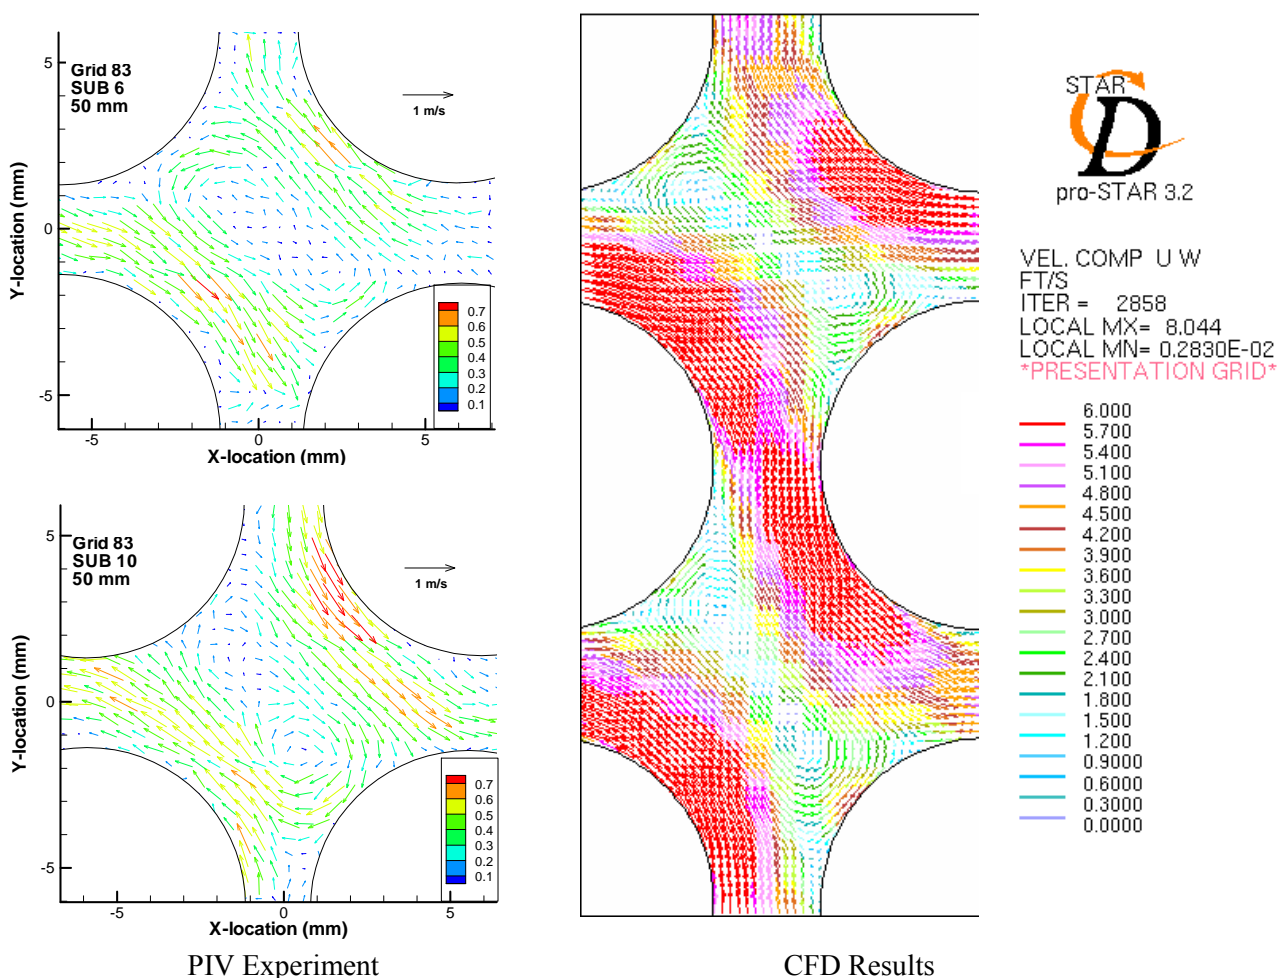 Grid 83
SUB 6
50 mm
1 m/s
5
0
-5
Y-location (mm)
0.7
0.6
0.5
0.4
0.3
0.2
0.1
-5
0
5
X-location (mm)
Grid 83
SUB 10
50 mm
1 m/s
5
0
-5
Y-location (mm)
0.7
0.6
0.5
0.4
0.3
0.2
0.1
-5
0
5
X-location (mm)
PIV Experiment
CFD Results
STAR
CD
pro-STAR 3.2
VEL. COMP U W
FT/S
ITER = 2858
LOCAL MX= 8.044
LOCAL MN= 0.2830E-02
*PRESENTATION GRID*
6.000
5.700
5.400
5.100
4.800
4.500
4.200
3.900
3.600
3.300
3.000
2.700
2.400
2.100
1.800
1.500
1.200
0.9000
0.6000
0.3000
0.0000